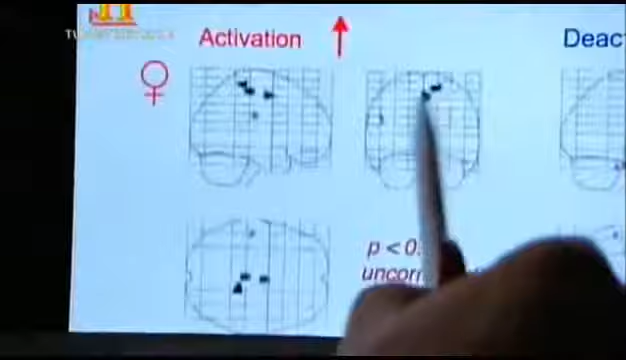 H
Activation
Deac
p < 0.
uncorr